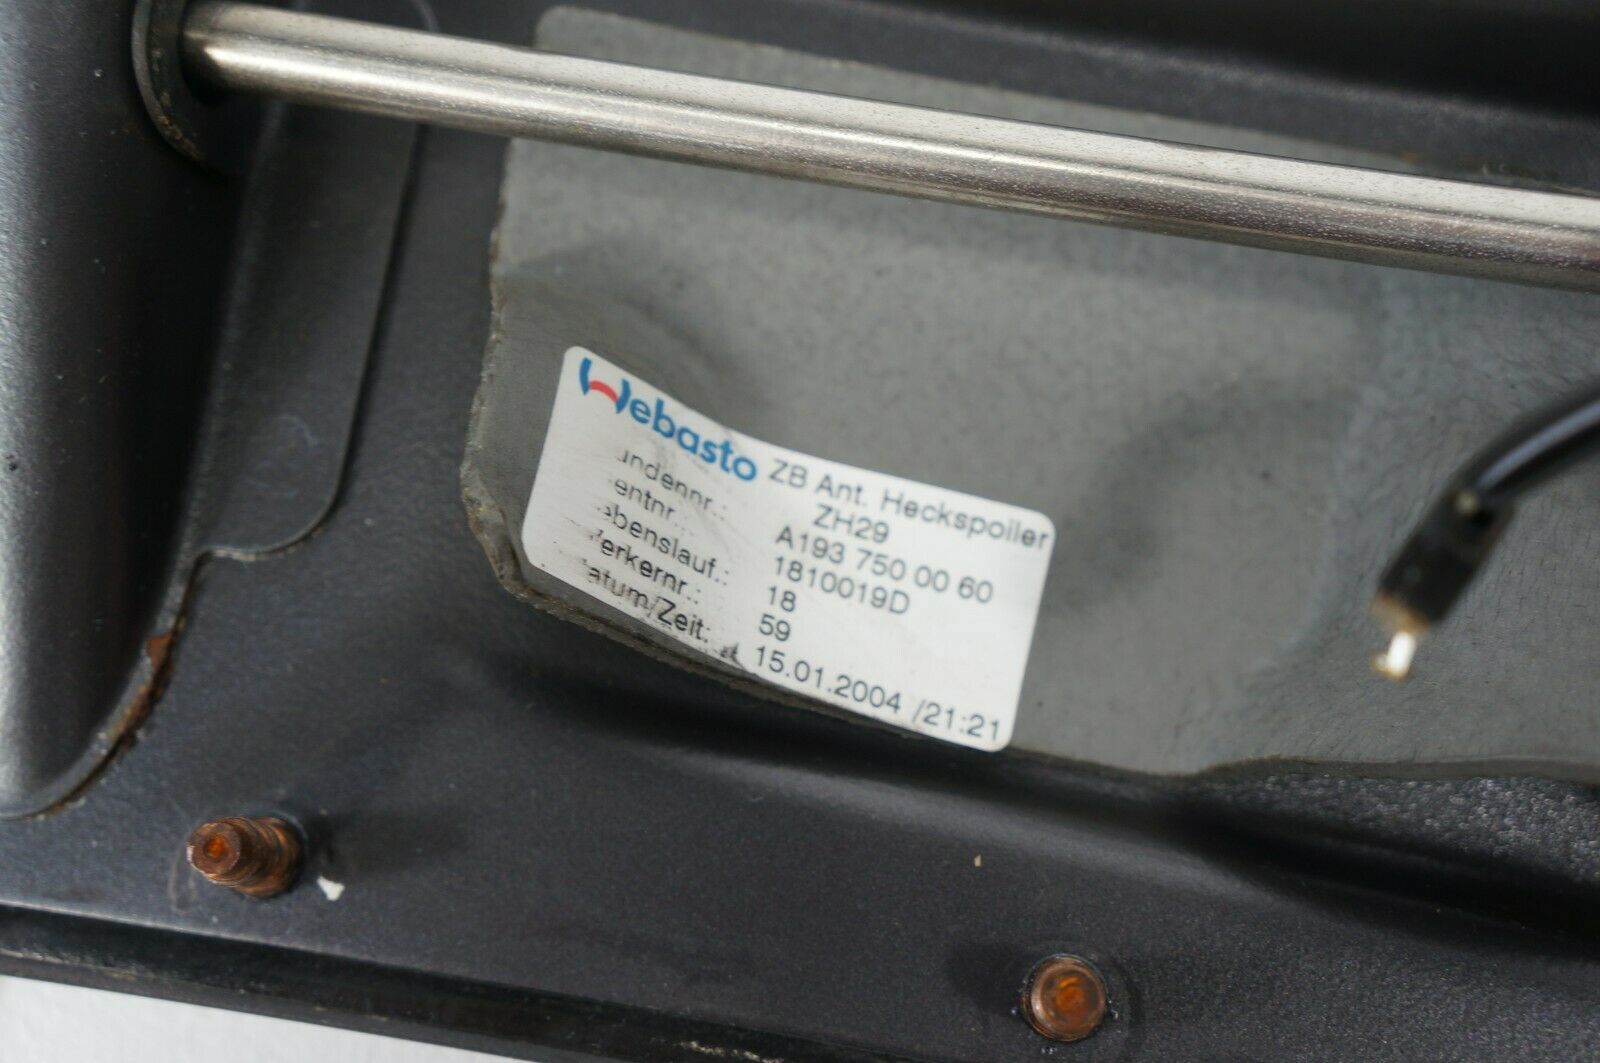 Webasto ZB Ant. Heckspoiler
ZH29
undennr.: A193 750 00 60
entnr.: 1810019D
ebenslauf.: 18
erkernr.: 59
atum/Zeit: 15.01.2004 /21:21